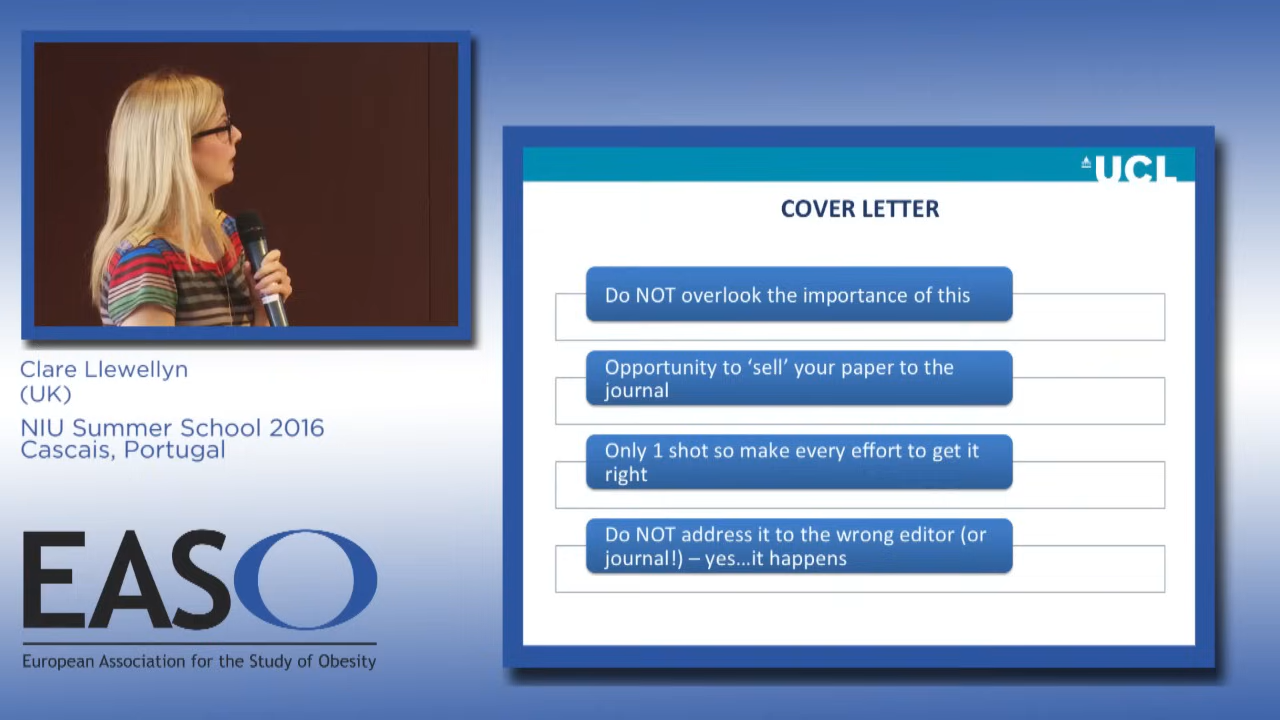 Clare Llewellyn
(UK)
NIU Summer School 2016
Cascais, Portugal
EASO
European Association for the Study of Obesity
UCL
COVER LETTER
Do NOT overlook the importance of this
Opportunity to ‘sell’ your paper to the
journal
Only 1 shot so make every effort to get it
right
Do NOT address it to the wrong editor (or
journal!) – yes...it happens